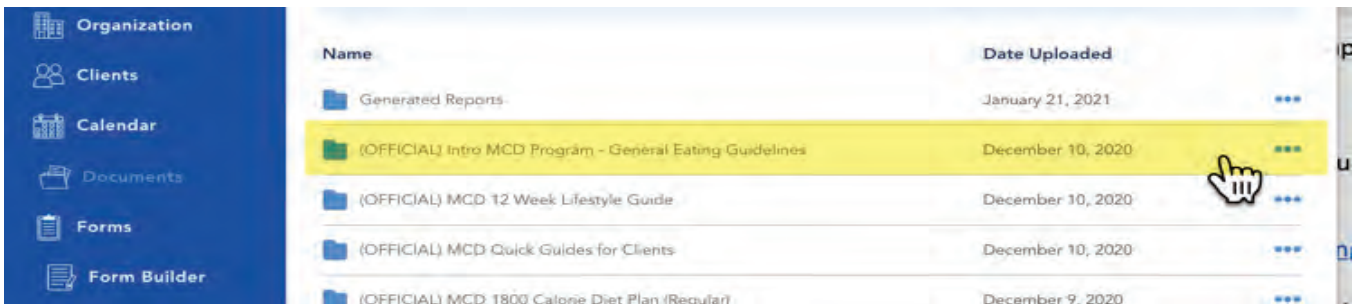 Organization
Clients
Calendar
Documents
Forms
Form Builder
Name Date Uploaded
Generated Reports January 21, 2021
(OFFICIAL) Intro MCD Program - General Eating Guidelines December 10, 2020
(OFFICIAL) MCD 12 Week Lifestyle Guide December 10, 2020
(OFFICIAL) MCD Quick Guides for Clients December 10, 2020
(OFFICIAL) MCD 1800 Calorie Diet Plan (Regular) December 9, 2020